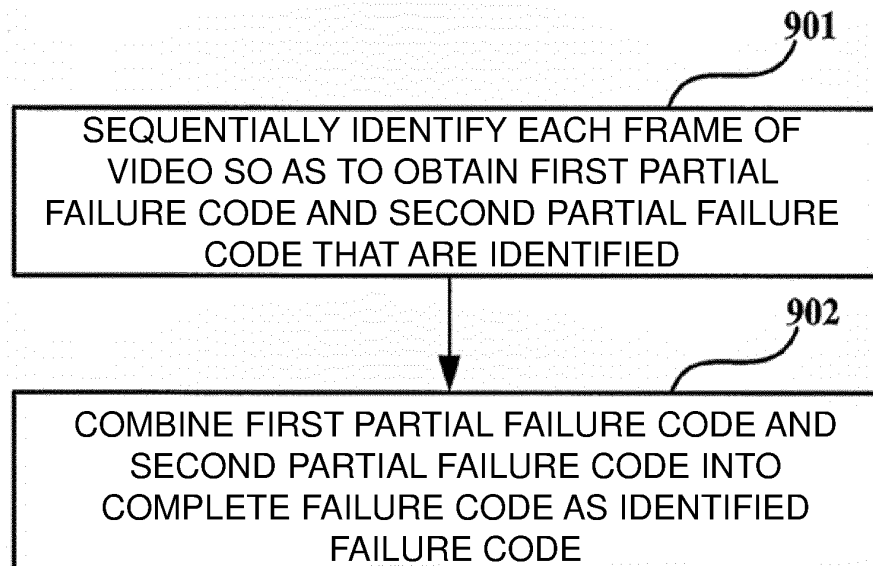 901
SEQUENTIALLY IDENTIFY EACH FRAME OF
VIDEO SO AS TO OBTAIN FIRST PARTIAL
FAILURE CODE AND SECOND PARTIAL FAILURE
CODE THAT ARE IDENTIFIED
902
COMBINE FIRST PARTIAL FAILURE CODE AND
SECOND PARTIAL FAILURE CODE INTO
COMPLETE FAILURE CODE AS IDENTIFIED
FAILURE CODE